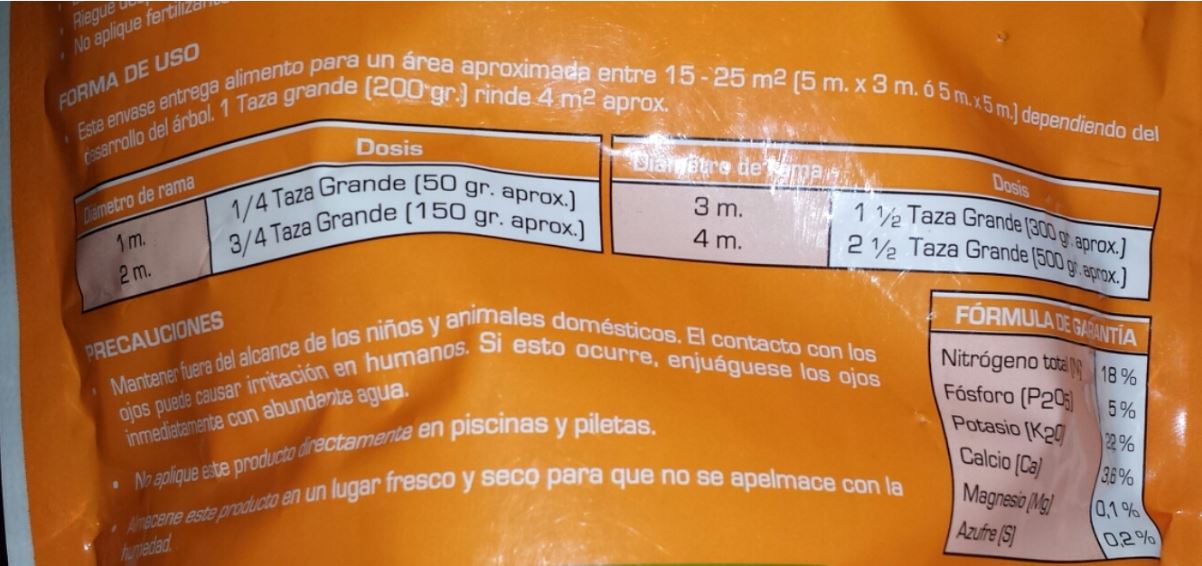 Riegue
No aplique
FORMA DE USO
• Este envase entrega alimento para un área aproximada entre 15 - 25 m2 (5 m. x 3 m. ó 5 m. x 5 m.) dependiendo del
desarrollo del árbol. 1 Taza grande (200 gr.) rinde 4 m2 aprox.
Diámetro de rama Dosis
1 m. 1/4 Taza Grande (50 gr. aprox.)
2 m. 3/4 Taza Grande (150 gr. aprox.)
Diámetro de rama Dosis
3 m. 1 ½ Taza Grande (300 gr. aprox.)
4 m. 2 ½ Taza Grande (500 gr. aprox.)
PRECAUCIONES
• Mantener fuera del alcance de los niños y animales domésticos. El contacto con los
ojos puede causar irritación en humanos. Si esto ocurre, enjuáguese los ojos
inmediatamente con abundante agua.
• No aplique este producto directamente en piscinas y piletas.
• Almacene este producto en un lugar fresco y seco para que no se apelmace con la
humedad.
FÓRMULA DE GARANTÍA
Nitrógeno total (N) 18 %
Fósforo (P2O5) 5 %
Potasio (K2O) 22 %
Calcio (Ca) 3,6 %
Magnesio (Mg) 0,1 %
Azufre (S) 0,2 %